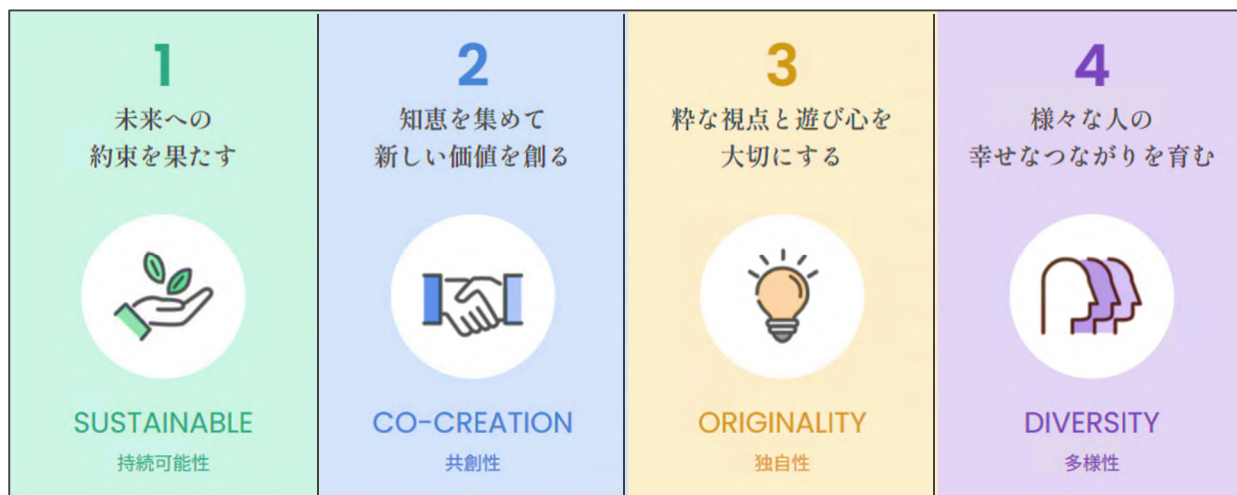 1
未来への
約束を果たす
SUSTAINABLE
持続可能性
2
知恵を集めて
新しい価値を創る
CO-CREATION
共創性
3
粋な視点と遊び心を
大切にする
ORIGINALITY
独自性
4
様々な人の
幸せなつながりを育む
DIVERSITY
多様性